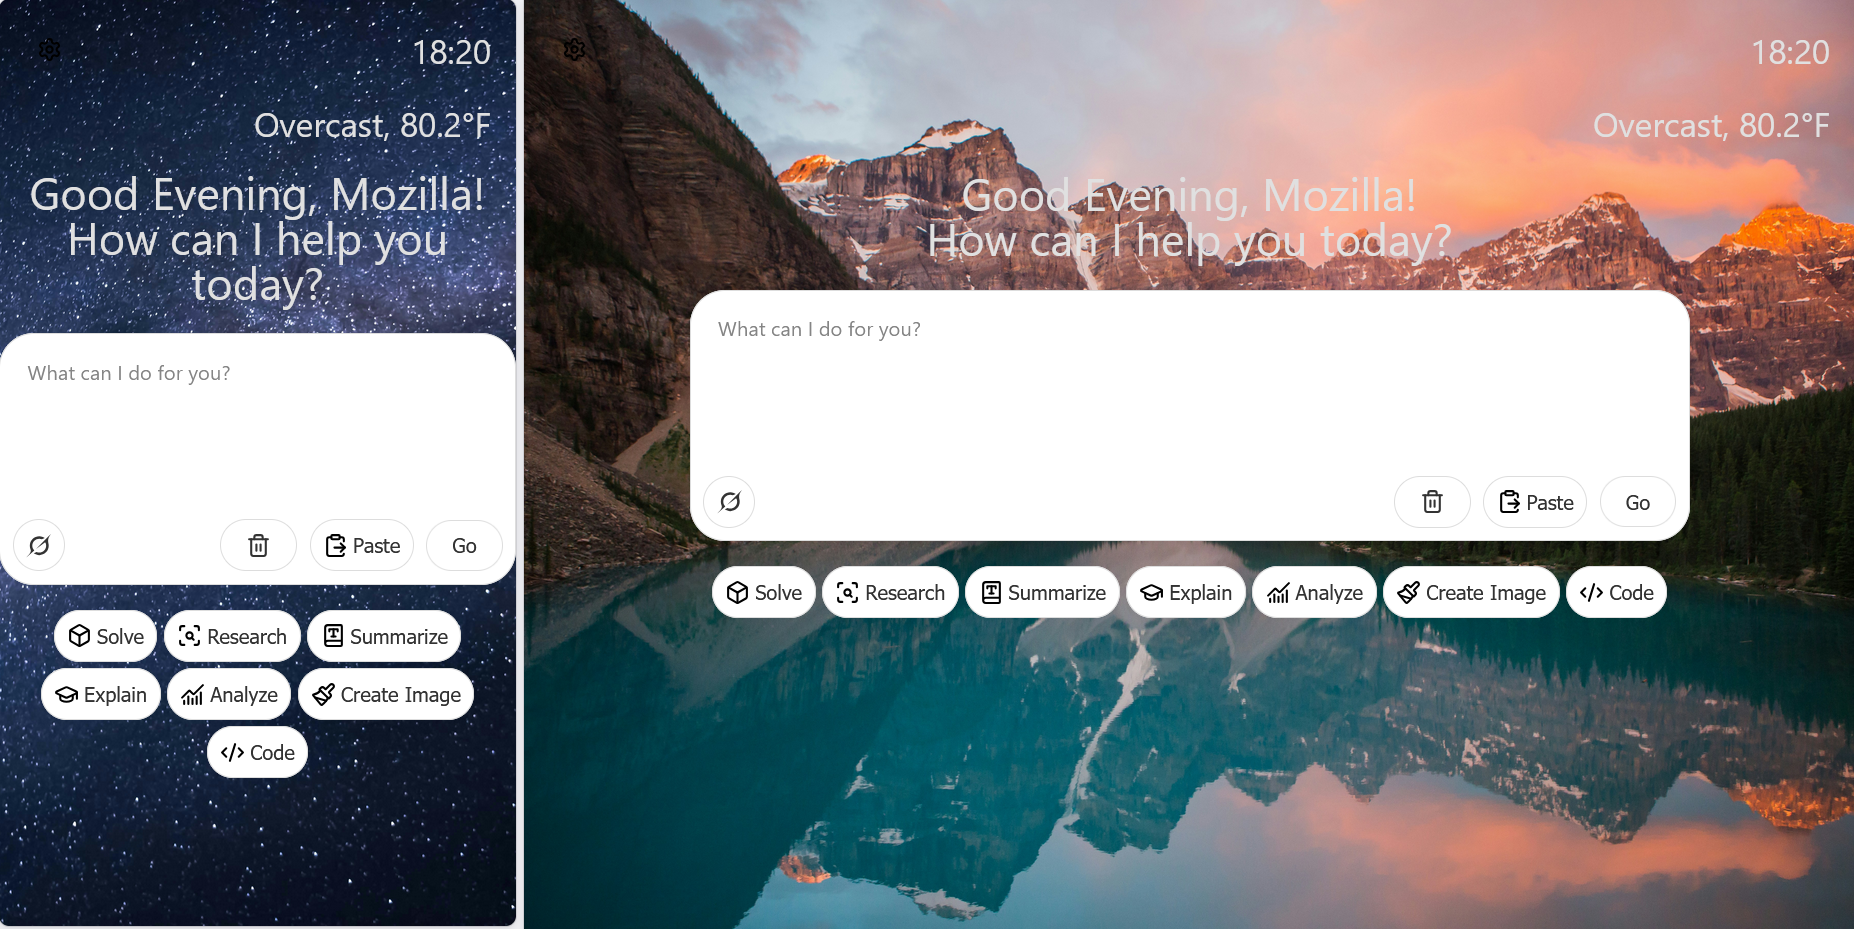 18:20
Overcast, 80.2°F
Good Evening, Mozilla!
How can I help you
today?
What can I do for you?
Paste
Go
Solve
Research
Summarize
Explain
Analyze
Create Image
Code
18:20
Overcast, 80.2°F
Good Evening, Mozilla!
How can I help you today?
What can I do for you?
Paste
Go
Solve
Research
Summarize
Explain
Analyze
Create Image
Code